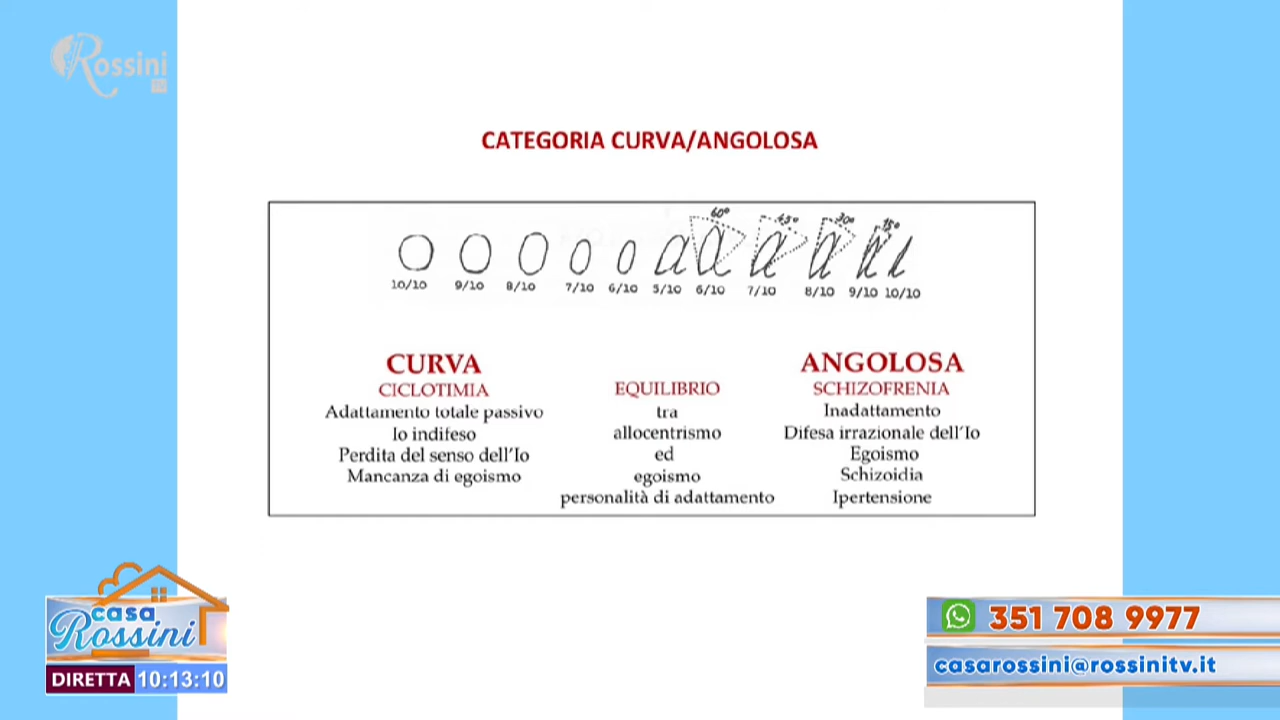 Rossini
TV
CATEGORIA CURVA/ANGOLOSA
60° 45° 30° 15°
10/10 9/10 8/10 7/10 6/10 5/10 6/10 7/10 8/10 9/10 10/10
CURVA
CICLOTIMIA
Adattamento totale passivo
Io indifeso
Perdita del senso dell'Io
Mancanza di egoismo
EQUILIBRIO
tra
allocentrismo
ed
egoismo
personalità di adattamento
ANGOLOSA
SCHIZOFRENIA
Inadattamento
Difesa irrazionale dell'Io
Egoismo
Schizoidia
Ipertensione
casa
Rossini
DIRETTA 10:13:10
351 708 9977
casarossini@rossinitv.it